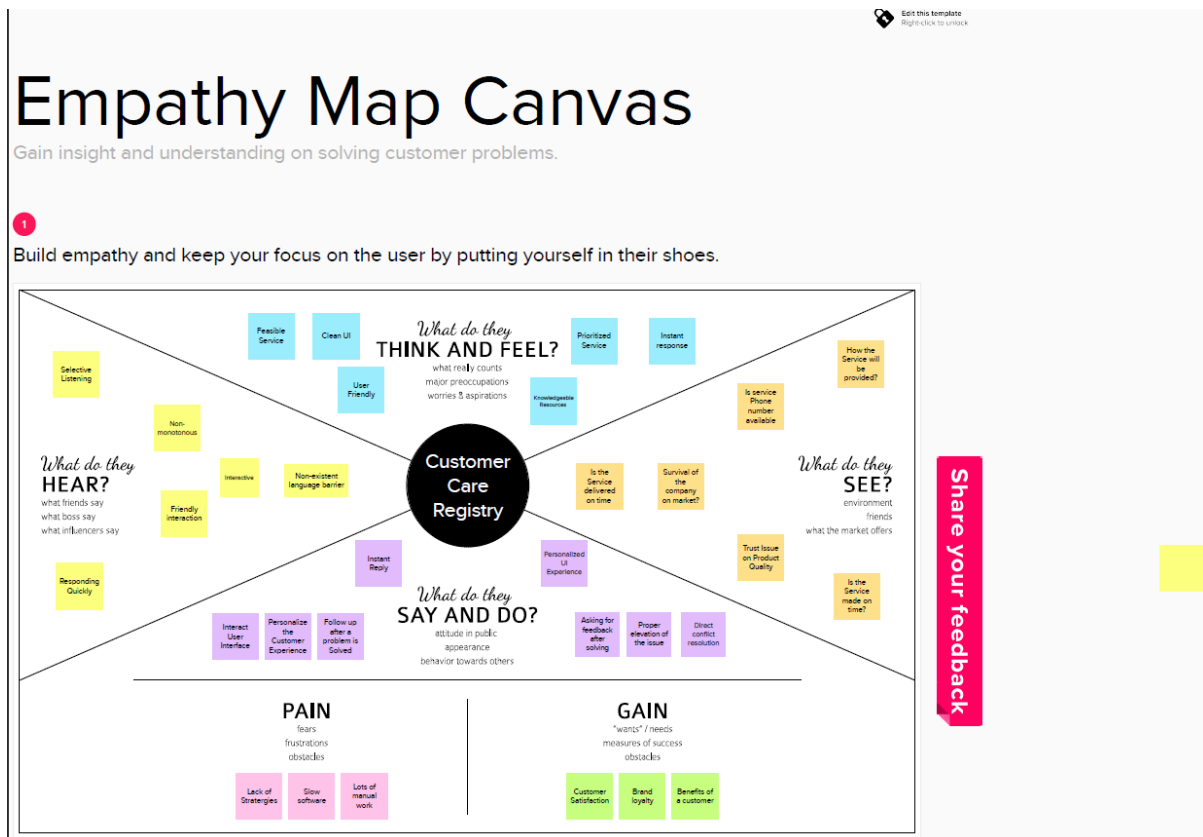 Edit this template
Right-click to unlock
Empathy Map Canvas
Gain insight and understanding on solving customer problems.
1
Build empathy and keep your focus on the user by putting yourself in their shoes.
What do they
THINK AND FEEL?
what really counts
major preoccupations
worries & aspirations
Feasible
Service
Clean UI
User
Friendly
Prioritized
Service
Instant
response
Knowledgeable
Resources
What do they
HEAR?
what friends say
what boss say
what influencers say
Selective
Listening
Non-
monotonous
Interactive
Non-existent
language barrier
Friendly
interaction
Responding
Quickly
Customer
Care
Registry
What do they
SEE?
environment
friends
what the market offers
How the
Service will
be
provided?
Is service
Phone
number
available
Is the
Service
delivered
on time
Survival of
the
company
on market?
Trust Issue
on Product
Quality
Is the
Service
made on
time?
What do they
SAY AND DO?
attitude in public
appearance
behavior towards others
Instant
Reply
Personalized
UI
Experience
Interact
User
Interface
Personalize
the
Customer
Experience
Follow up
after a
problem is
Solved
Asking for
feedback
after
solving
Proper
elevation of
the issue
Direct
conflict
resolution
PAIN
fears
frustrations
obstacles
Lack of
Stratergies
Slow
software
Lots of
manual
work
GAIN
"wants" / needs
measures of success
obstacles
Customer
Satisfaction
Brand
loyalty
Benefits of
a customer
Share your feedback